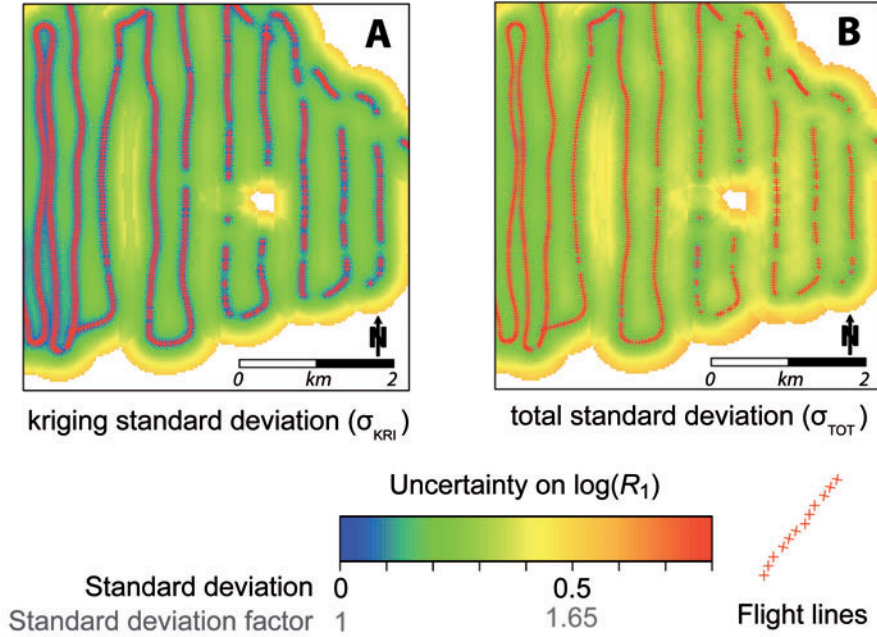 A
B
N
N
0 km 2
0 km 2
kriging standard deviation (σKRI)
total standard deviation (σTOT)
Uncertainty on log(R1)
Standard deviation 0 0.5
Standard deviation factor 1 1.65
Flight lines